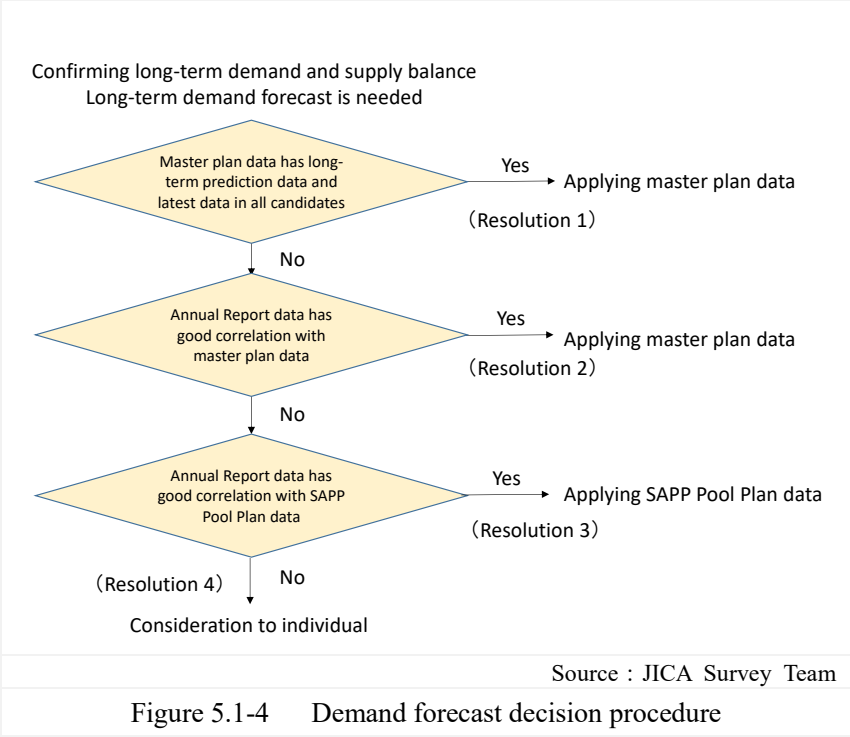 Confirming long-term demand and supply balance
Long-term demand forecast is needed
Master plan data has long-
term prediction data and
latest data in all candidates
Yes
Applying master plan data
（Resolution 1）
No
Annual Report data has
good correlation with
master plan data
Yes
Applying master plan data
（Resolution 2）
No
Annual Report data has
good correlation with SAPP
Pool Plan data
Yes
Applying SAPP Pool Plan data
（Resolution 3）
（Resolution 4）
No
Consideration to individual
Source：JICA Survey Team
Figure 5.1-4 Demand forecast decision procedure